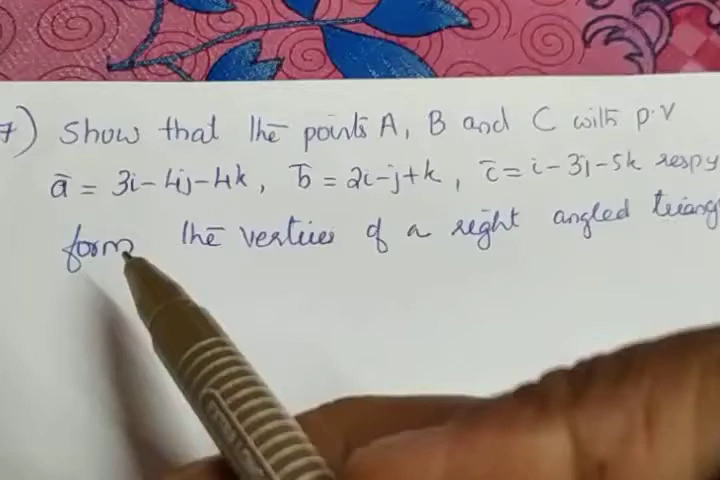 7) Show that the points A, B and C with p.v
a̅ = 3i-4j-4k, b̅ = 2i-j+k, c̅ = i-3j-5k respy
form the vertices of a right angled triang